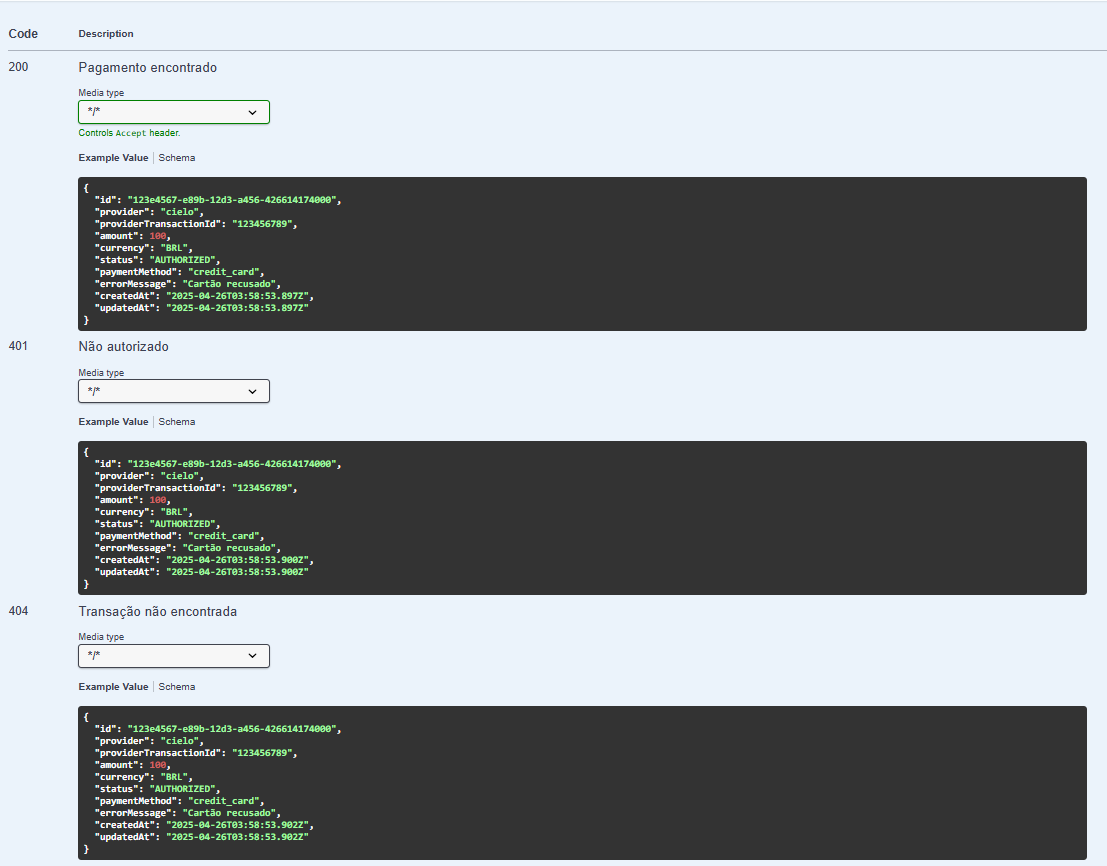 Code Description
200 Pagamento encontrado
Media type
*/*
Controls Accept header.
Example Value | Schema
{
  "id": "123e4567-e89b-12d3-a456-426614174000",
  "provider": "cielo",
  "providerTransactionId": "123456789",
  "amount": 100,
  "currency": "BRL",
  "status": "AUTHORIZED",
  "paymentMethod": "credit_card",
  "errorMessage": "Cartão recusado",
  "createdAt": "2025-04-26T03:58:53.897Z",
  "updatedAt": "2025-04-26T03:58:53.897Z"
}
401 Não autorizado
Media type
*/*
Example Value | Schema
{
  "id": "123e4567-e89b-12d3-a456-426614174000",
  "provider": "cielo",
  "providerTransactionId": "123456789",
  "amount": 100,
  "currency": "BRL",
  "status": "AUTHORIZED",
  "paymentMethod": "credit_card",
  "errorMessage": "Cartão recusado",
  "createdAt": "2025-04-26T03:58:53.900Z",
  "updatedAt": "2025-04-26T03:58:53.900Z"
}
404 Transação não encontrada
Media type
*/*
Example Value | Schema
{
  "id": "123e4567-e89b-12d3-a456-426614174000",
  "provider": "cielo",
  "providerTransactionId": "123456789",
  "amount": 100,
  "currency": "BRL",
  "status": "AUTHORIZED",
  "paymentMethod": "credit_card",
  "errorMessage": "Cartão recusado",
  "createdAt": "2025-04-26T03:58:53.902Z",
  "updatedAt": "2025-04-26T03:58:53.902Z"
}